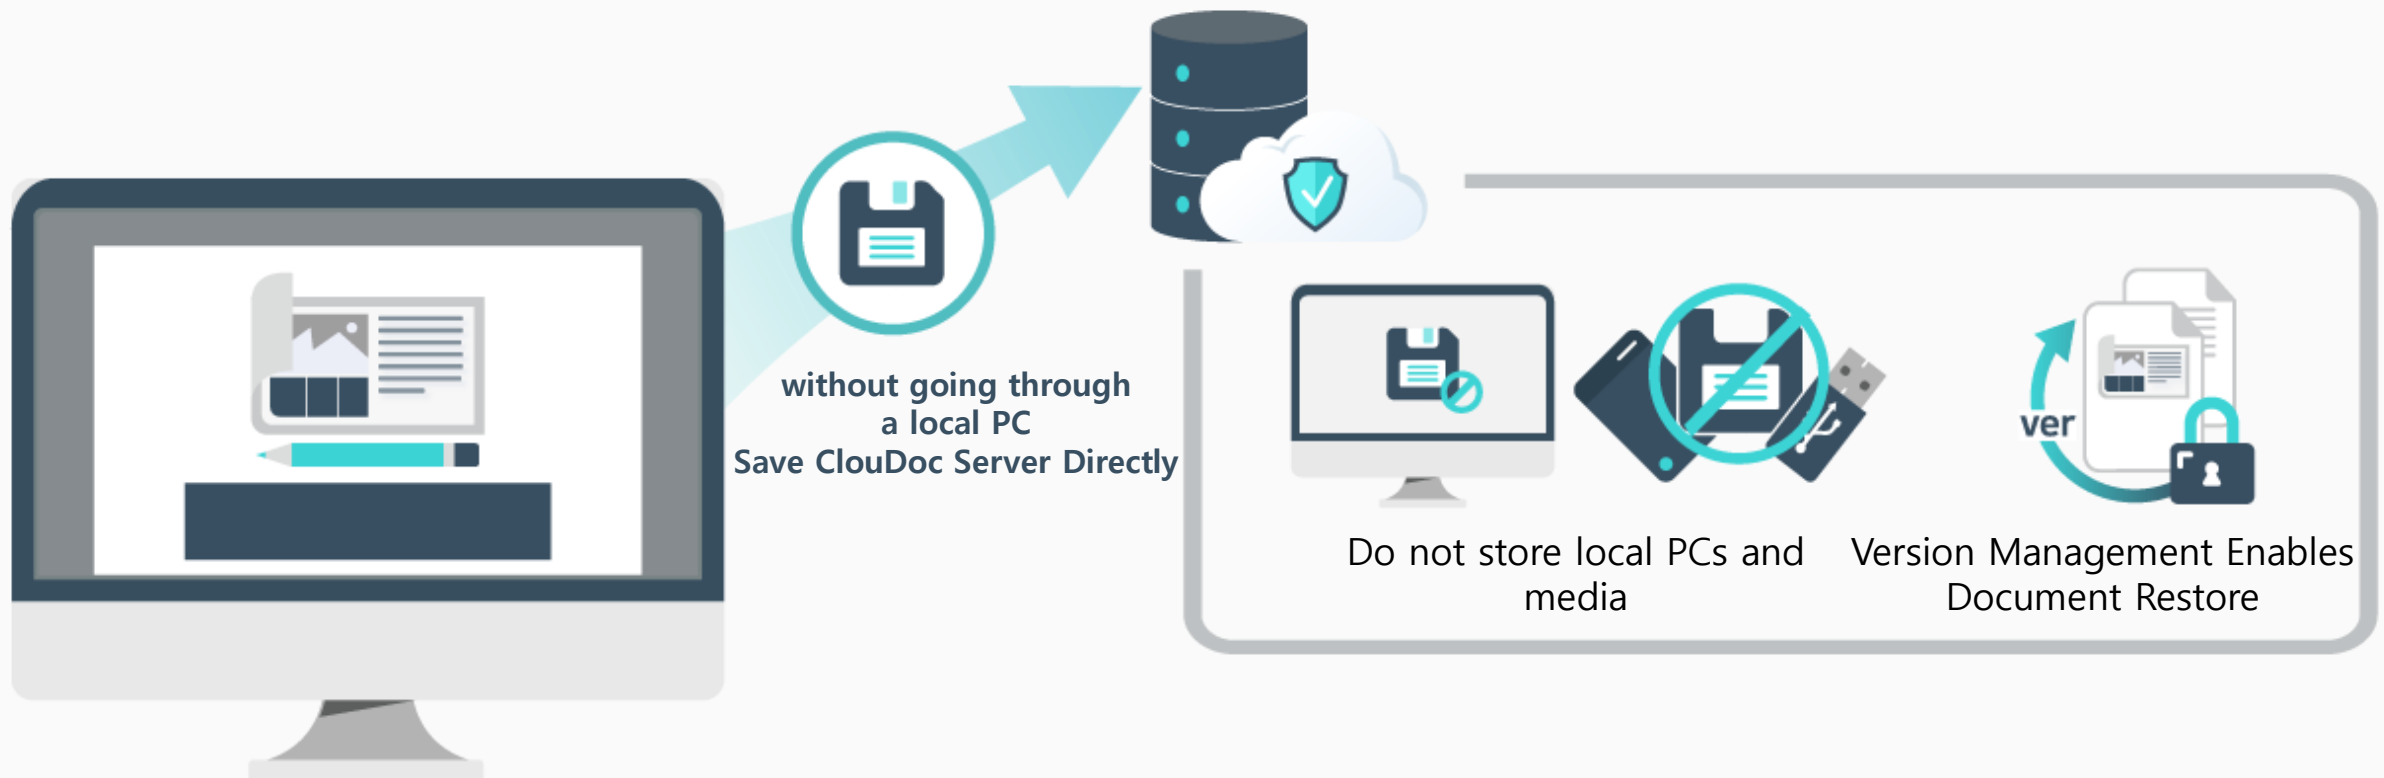 without going through
a local PC
Save ClouDoc Server Directly
Do not store local PCs and
media
ver
Version Management Enables
Document Restore